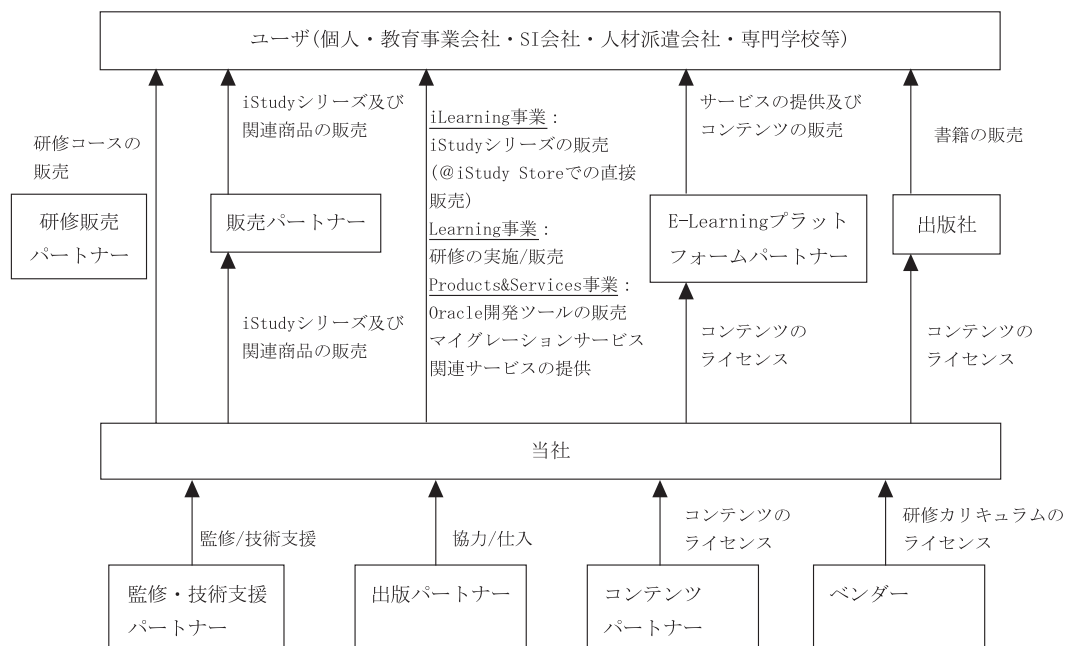 ユーザ(個人・教育事業会社・SI会社・人材派遣会社・専門学校等)
研修コースの
販売
iStudyシリーズ及び
関連商品の販売
iLearning事業：
iStudyシリーズの販売
(@iStudy Storeでの直接
販売)
Learning事業：
研修の実施/販売
Products&Services事業：
Oracle開発ツールの販売
マイグレーションサービス
関連サービスの提供
サービスの提供及び
コンテンツの販売
書籍の販売
研修販売
パートナー
販売パートナー
E-Learningプラット
フォームパートナー
出版社
iStudyシリーズ及び
関連商品の販売
コンテンツの
ライセンス
コンテンツの
ライセンス
当社
監修/技術支援
協力/仕入
コンテンツの
ライセンス
研修カリキュラムの
ライセンス
監修・技術支援
パートナー
出版パートナー
コンテンツ
パートナー
ベンダー